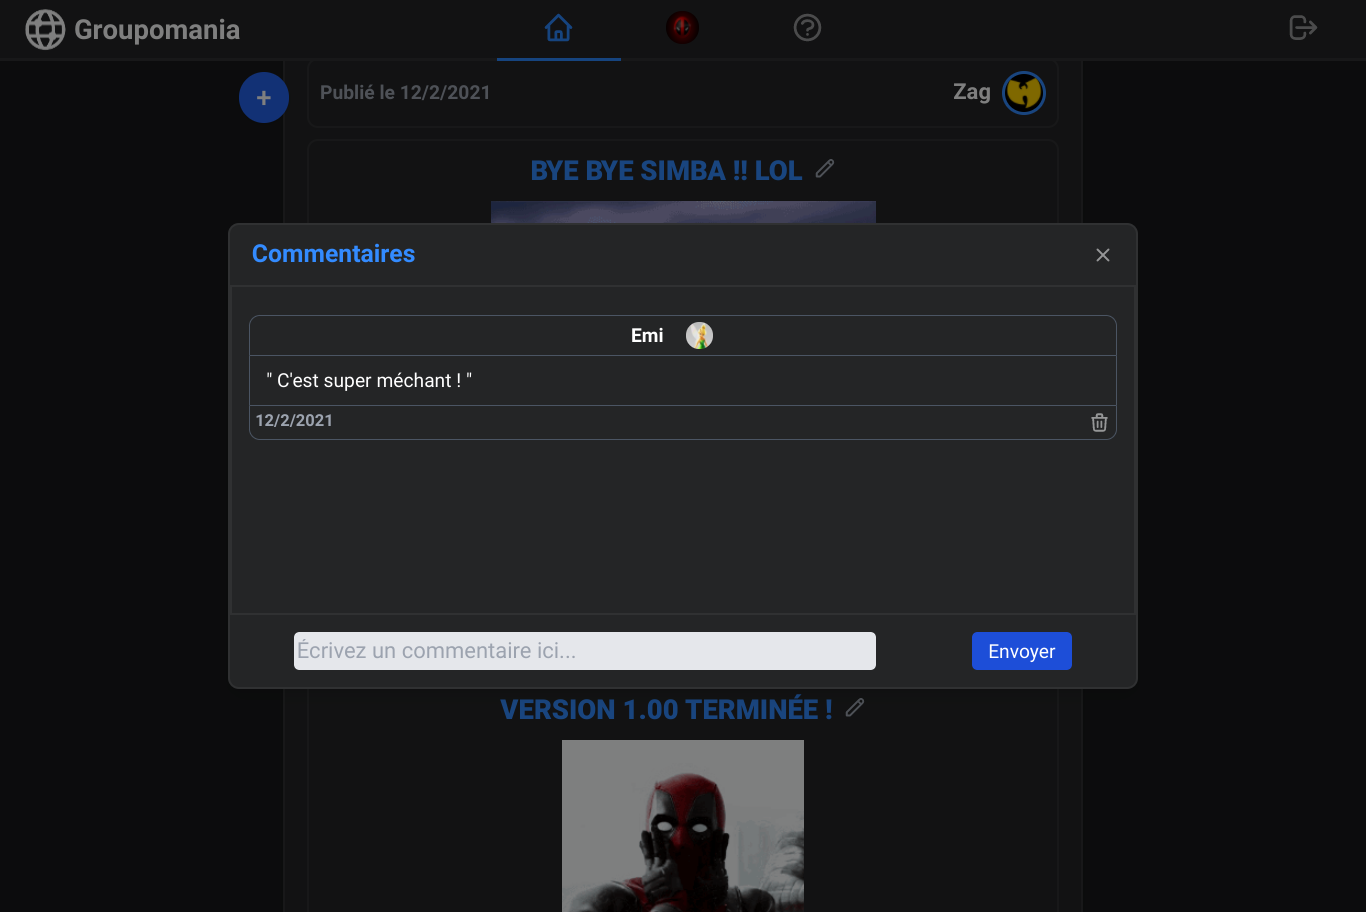 Groupomania
+
Publié le 12/2/2021
Zag
BYE BYE SIMBA !! LOL
Commentaires
Emi
" C'est super méchant ! "
12/2/2021
Écrivez un commentaire ici...
Envoyer
VERSION 1.00 TERMINÉE !